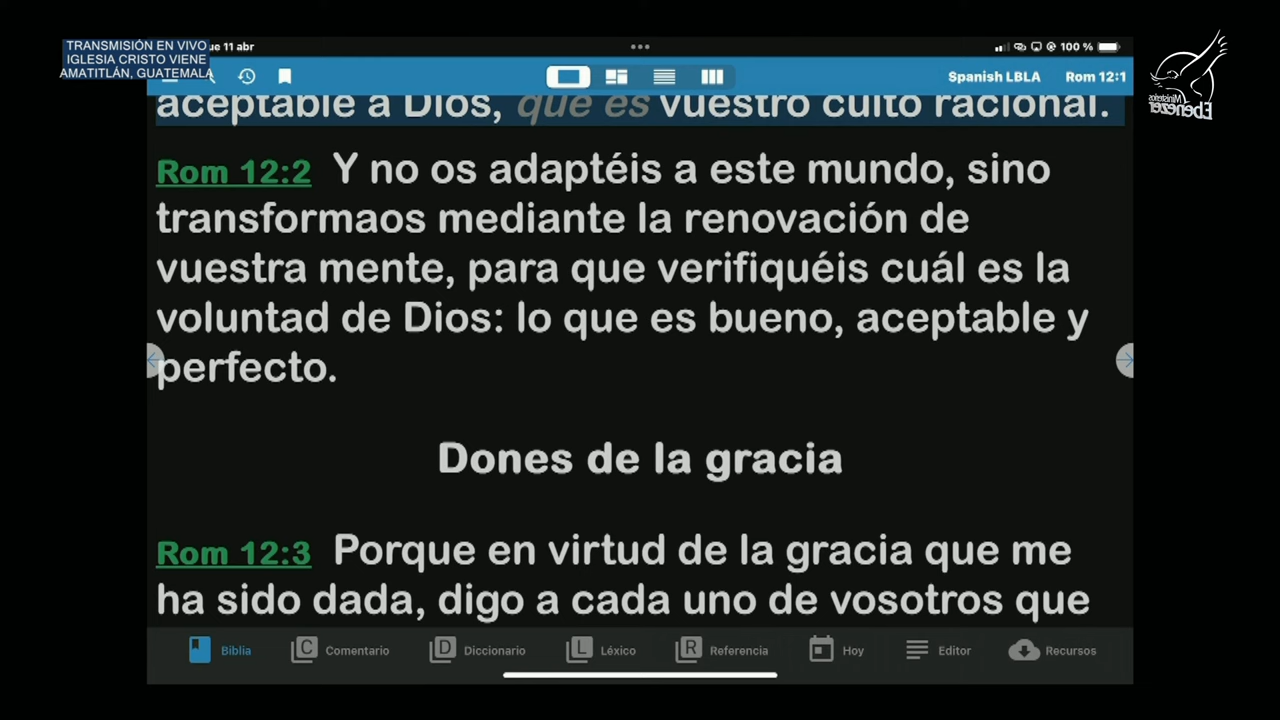 TRANSMISIÓN EN VIVO
IGLESIA CRISTO VIENE
AMATITLÁN, GUATEMALA
ue 11 abr
100 %
Spanish LBLA Rom 12:1
Ministerios
Ebenezer
aceptable a Dios, que es vuestro culto racional.
Rom 12:2 Y no os adaptéis a este mundo, sino
transformaos mediante la renovación de
vuestra mente, para que verifiquéis cuál es la
voluntad de Dios: lo que es bueno, aceptable y
perfecto.
Dones de la gracia
Rom 12:3 Porque en virtud de la gracia que me
ha sido dada, digo a cada uno de vosotros que
Biblia C Comentario D Diccionario L Léxico R Referencia Hoy Editor Recursos